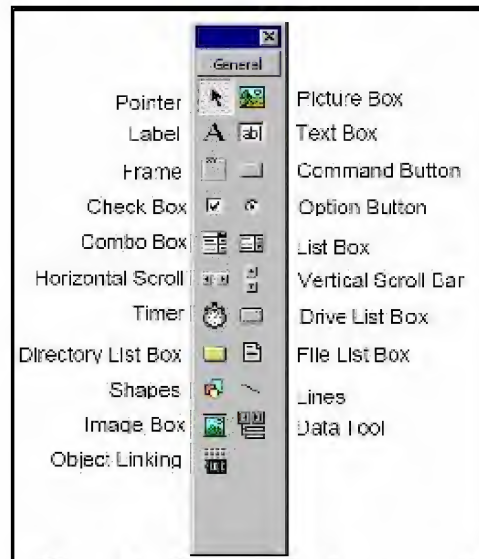 General
Pointer Picture Box
Label A ab Text Box
Frame Command Button
Check Box Option Button
Combo Box List Box
Horizontal Scroll Vertical Scroll Bar
Timer Drive List Box
Directory List Box File List Box
Shapes Lines
Image Box Data Tool
Object Linking